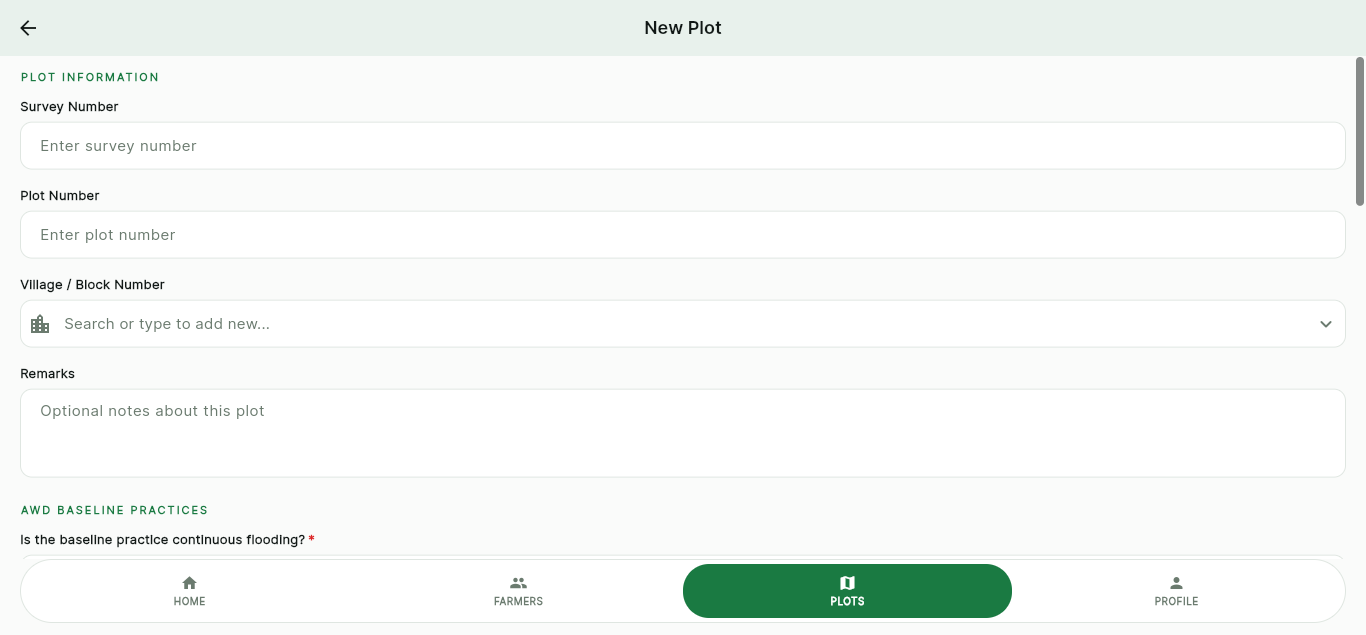 New Plot
PLOT INFORMATION
Survey Number
Enter survey number
Plot Number
Enter plot number
Village / Block Number
Search or type to add new...
Remarks
Optional notes about this plot
AWD BASELINE PRACTICES
Is the baseline practice continuous flooding? *
HOME
FARMERS
PLOTS
PROFILE